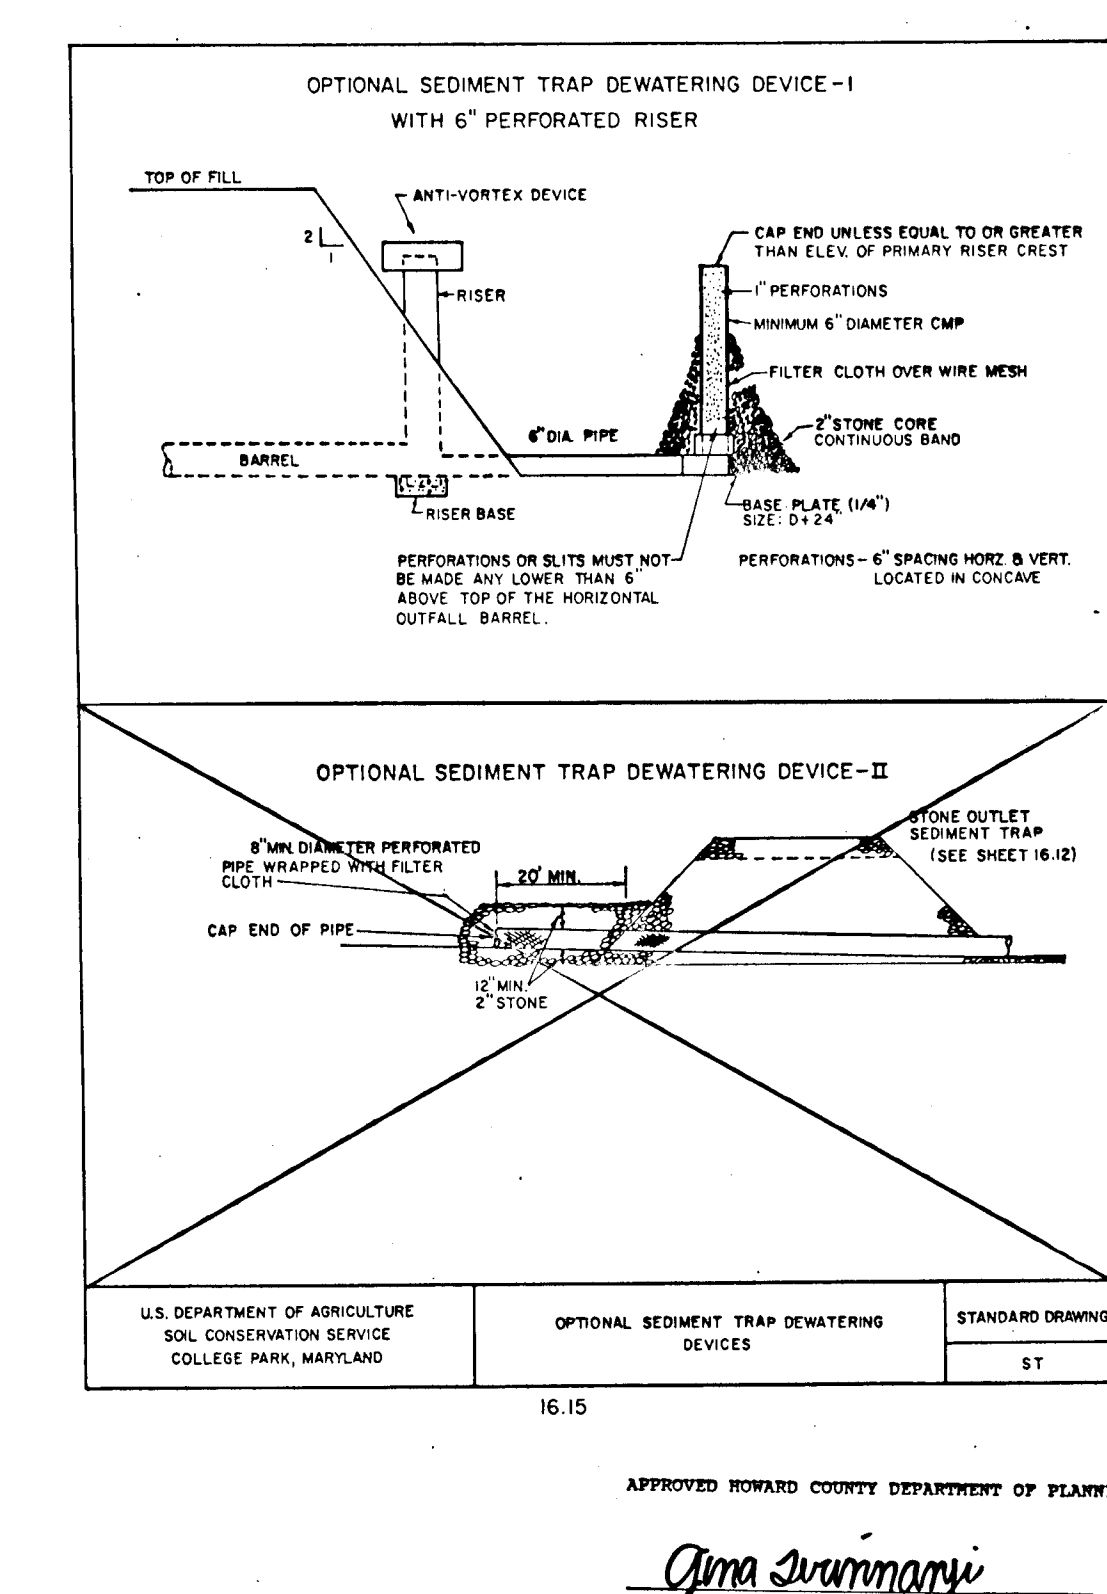 OPTIONAL SEDIMENT TRAP DEWATERING DEVICE-I
WITH 6" PERFORATED RISER
TOP OF FILL
ANTI-VORTEX DEVICE
2
1
CAP END UNLESS EQUAL TO OR GREATER
THAN ELEV. OF PRIMARY RISER CREST
RISER
1" PERFORATIONS
MINIMUM 6" DIAMETER CMP
FILTER CLOTH OVER WIRE MESH
2" STONE CORE
CONTINUOUS BAND
6" DIA. PIPE
BARREL
RISER BASE
BASE PLATE (1/4")
SIZE: D+24"
PERFORATIONS OR SLITS MUST NOT
BE MADE ANY LOWER THAN 6"
ABOVE TOP OF THE HORIZONTAL
OUTFALL BARREL.
PERFORATIONS- 6" SPACING HORZ. & VERT.
LOCATED IN CONCAVE
OPTIONAL SEDIMENT TRAP DEWATERING DEVICE-II
STONE OUTLET
SEDIMENT TRAP
(SEE SHEET 16.12)
8" MIN. DIAMETER PERFORATED
PIPE WRAPPED WITH FILTER
CLOTH
20' MIN.
CAP END OF PIPE
12" MIN.
2" STONE
U.S. DEPARTMENT OF AGRICULTURE
SOIL CONSERVATION SERVICE
COLLEGE PARK, MARYLAND
OPTIONAL SEDIMENT TRAP DEWATERING
DEVICES
STANDARD DRAWING
ST
16.15
APPROVED HOWARD COUNTY DEPARTMENT OF PLANN
Gina